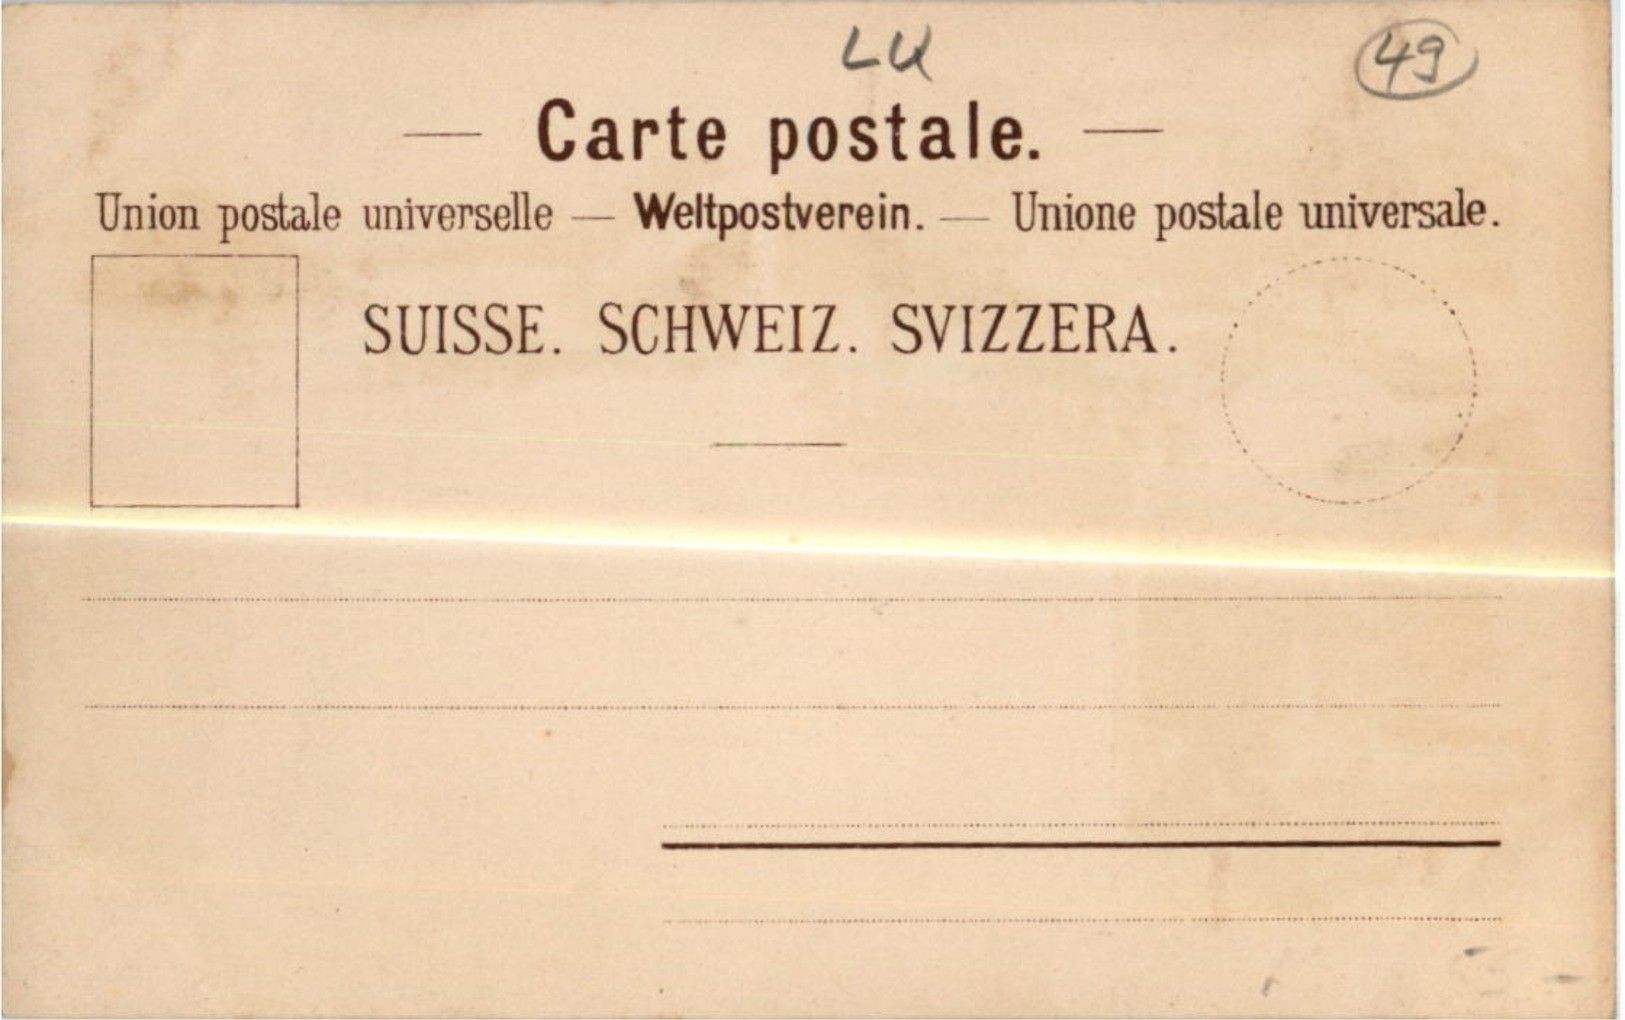 LU
49
— Carte postale. —
Union postale universelle — Weltpostverein. — Unione postale universale.
SUISSE. SCHWEIZ. SVIZZERA.